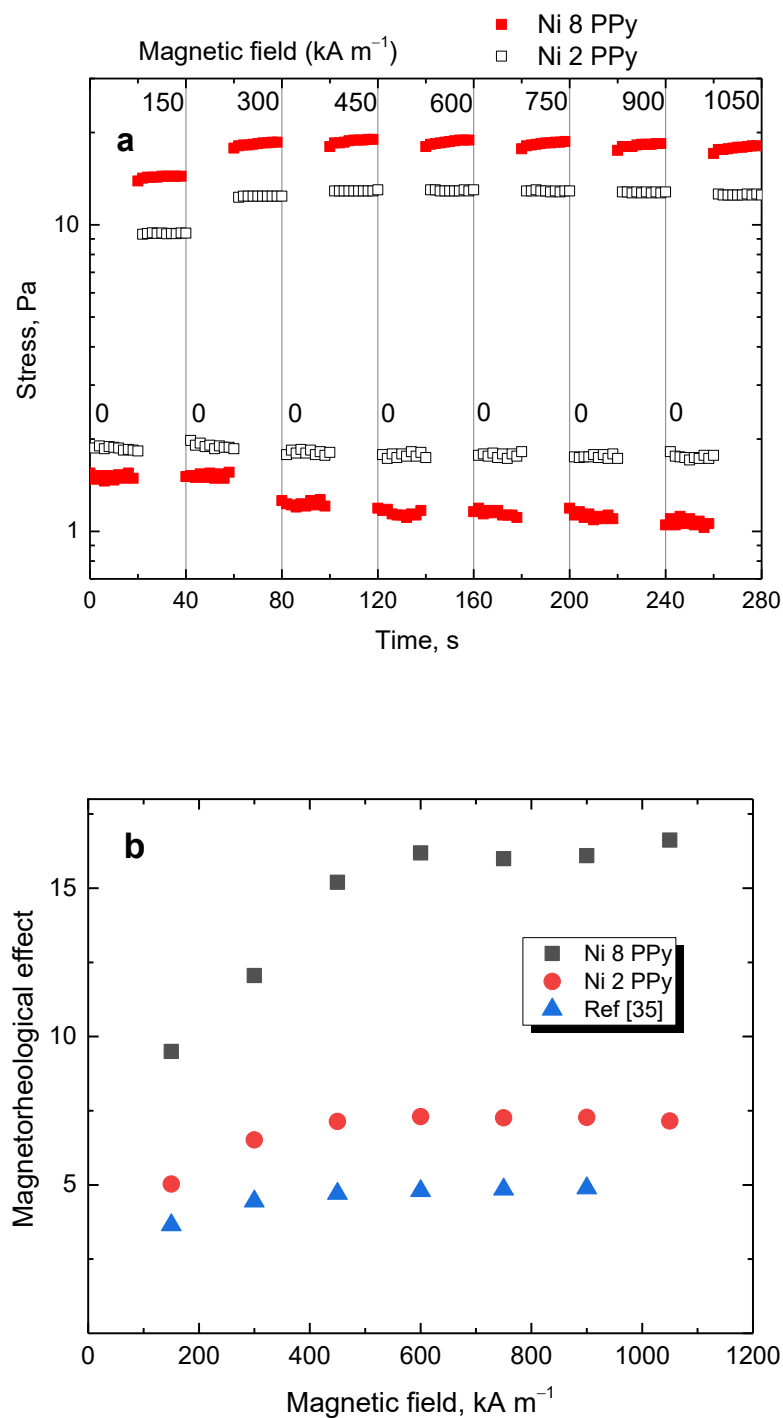 Ni 8 PPy
Magnetic field (kA m⁻¹)
Ni 2 PPy
150 300 450 600 750 900 1050
a
10
Stress, Pa
0 0 0 0 0 0 0
1
0 40 80 120 160 200 240 280
Time, s
b
15
Ni 8 PPy
Ni 2 PPy
Ref [35]
10
Magnetorheological effect
5
0 200 400 600 800 1000 1200
Magnetic field, kA m⁻¹